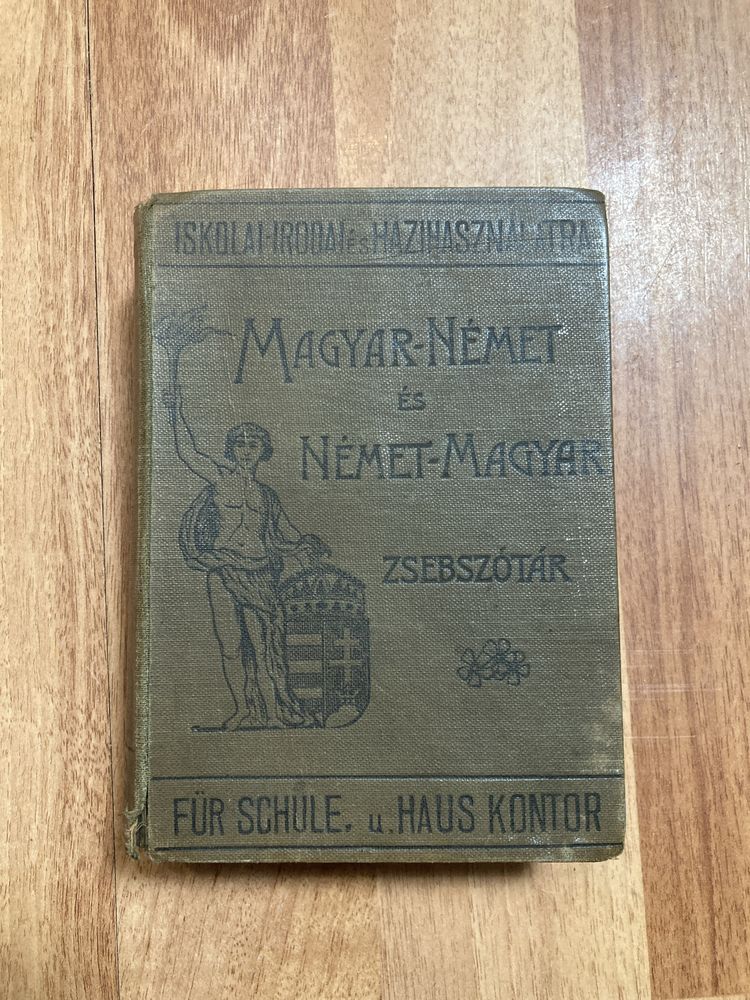 ISKOLAI-IRODAI és HÁZIHASZNÁLATRA
MAGYAR-NÉMET
ÉS
NÉMET-MAGYAR
ZSEBSZÓTÁR
FÜR SCHULE, u. HAUS KONTOR